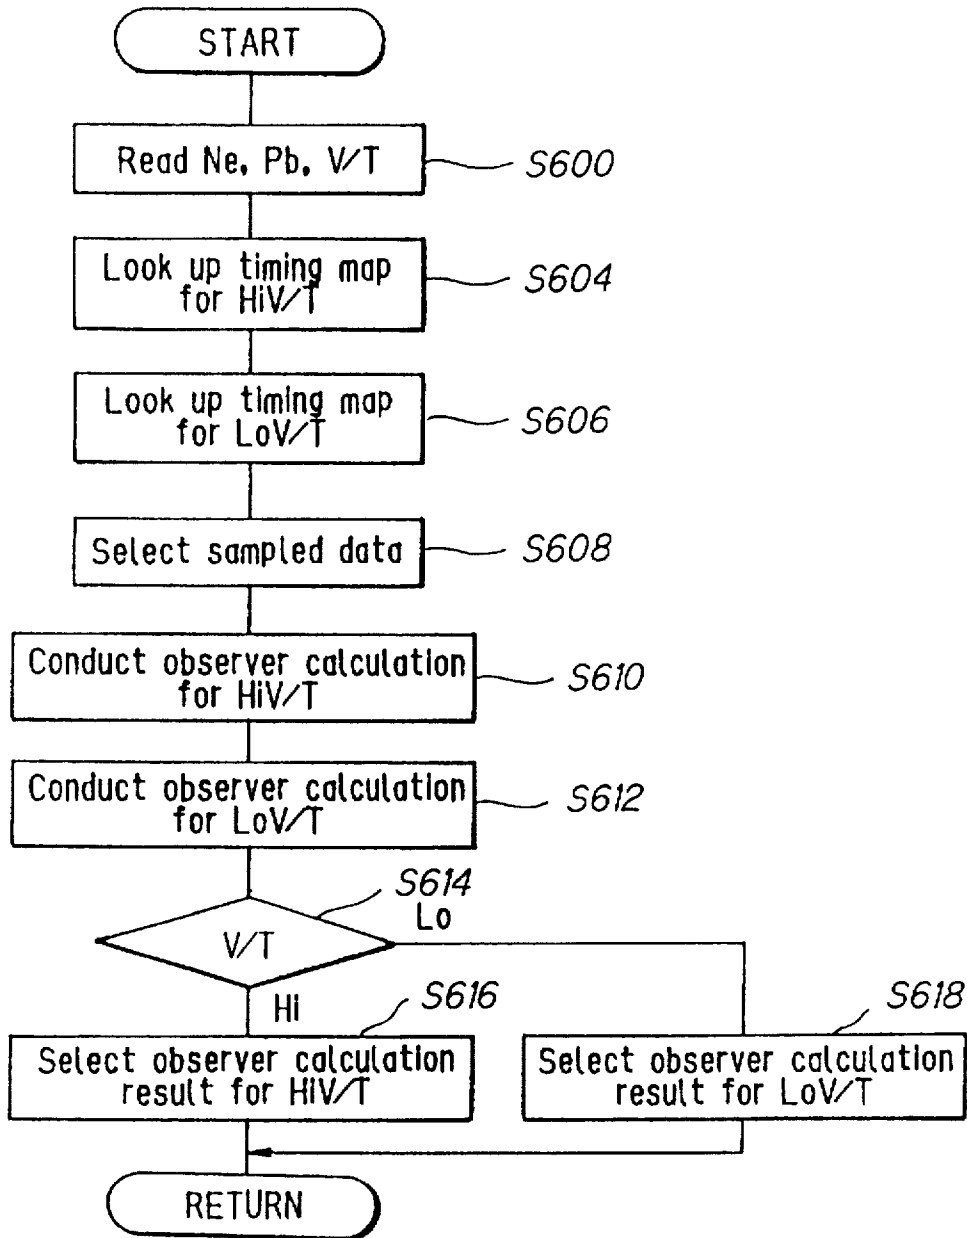 START
Read Ne, Pb, V/T
S600
Look up timing map
for HiV/T
S604
Look up timing map
for LoV/T
S606
Select sampled data
S608
Conduct observer calculation
for HiV/T
S610
Conduct observer calculation
for LoV/T
S612
S614
V/T
Lo
Hi
S616
Select observer calculation
result for HiV/T
S618
Select observer calculation
result for LoV/T
RETURN